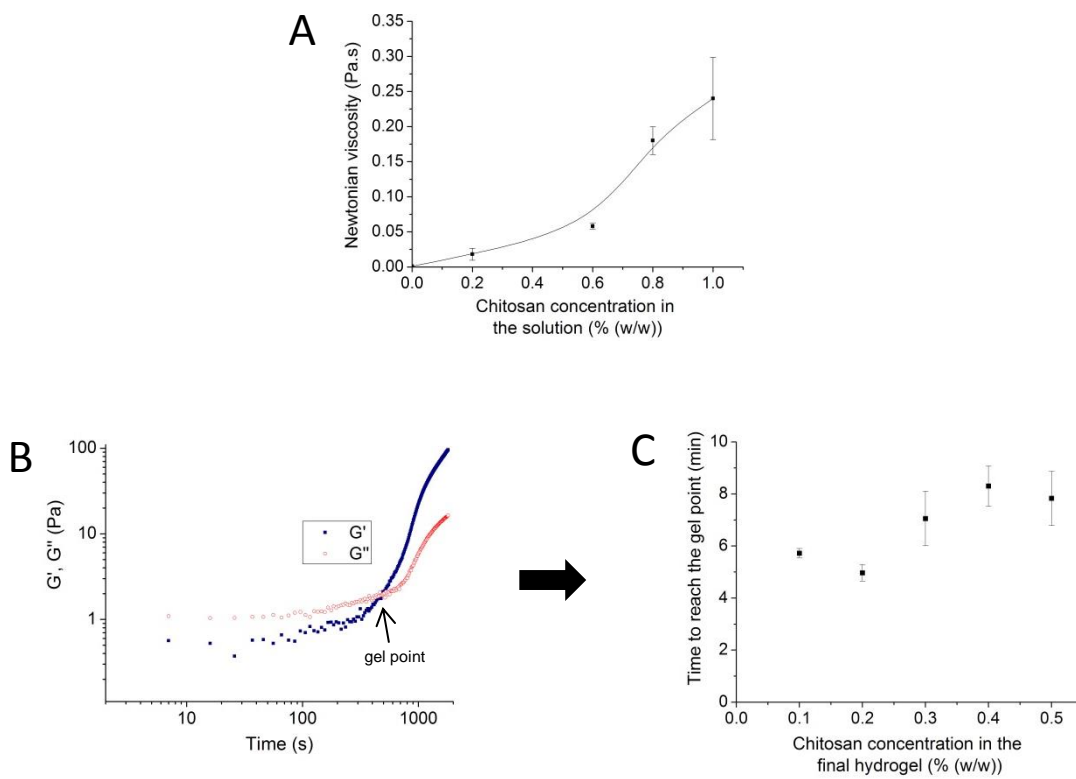 A
Newtonian viscosity (Pa.s)
0.35
0.30
0.25
0.20
0.15
0.10
0.05
0.00
0.0 0.2 0.4 0.6 0.8 1.0
Chitosan concentration in
the solution (% (w/w))
B
G', G" (Pa)
100
10
1
G'
G"
gel point
10 100 1000
Time (s)
C
Time to reach the gel point (min)
10
8
6
4
2
0
0.0 0.1 0.2 0.3 0.4 0.5
Chitosan concentration in the
final hydrogel (% (w/w))